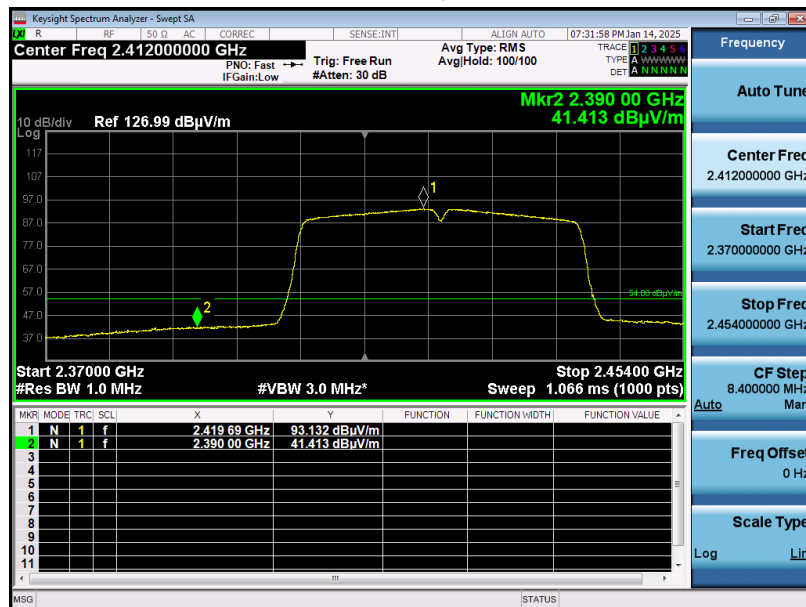 Keysight Spectrum Analyzer - Swept SA
LXI R RF 50 Ω AC CORREC SENSE:INT ALIGN AUTO 07:31:58 PM Jan 14, 2025
Center Freq 2.412000000 GHz
PNO: Fast
IFGain:Low
Trig: Free Run
#Atten: 30 dB
Avg Type: RMS
Avg|Hold: 100/100
TRACE 1 2 3 4 5 6
TYPE A WWWWW
DET A N N N N N
Mkr2 2.390 00 GHz
41.413 dBµV/m
10 dB/div Ref 126.99 dBµV/m
Log
117
107
97.0
87.0
77.0
67.0
57.0
47.0
37.0
1
2
54.00 dBµV/m
Start 2.37000 GHz Stop 2.45400 GHz
#Res BW 1.0 MHz #VBW 3.0 MHz* Sweep 1.066 ms (1000 pts)
MKR MODE TRC SCL X Y FUNCTION FUNCTION WIDTH FUNCTION VALUE
1 N 1 f 2.419 69 GHz 93.132 dBµV/m
2 N 1 f 2.390 00 GHz 41.413 dBµV/m
3
4
5
6
7
8
9
10
11
MSG STATUS
Frequency
Auto Tune
Center Freq
2.412000000 GHz
Start Freq
2.370000000 GHz
Stop Freq
2.454000000 GHz
CF Step
8.400000 MHz
Auto Man
Freq Offset
0 Hz
Scale Type
Log Lin